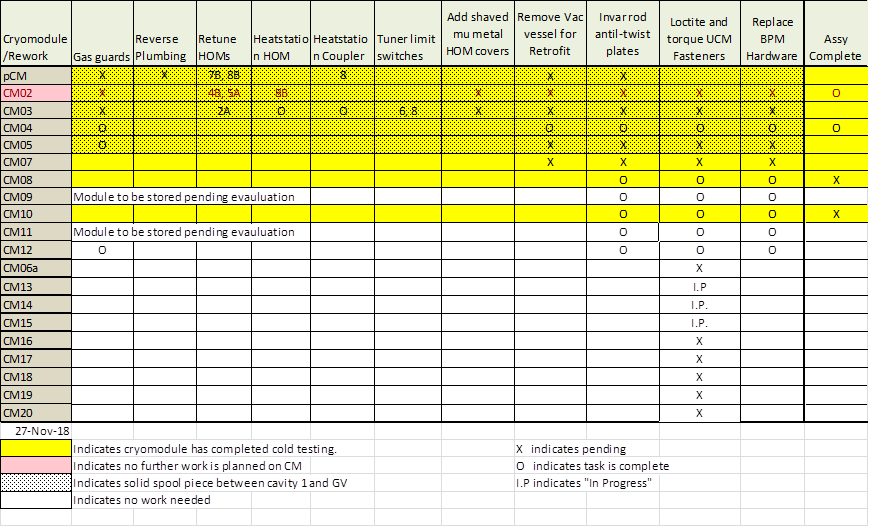 Cryomodule /Rework Gas guards Reverse Plumbing Retune HOMs Heatstatio n HOM Heatstatio n Coupler Tuner limit switches Add shaved mu metal HOM covers Remove Vac vessel for Retrofit Invar rod antil-twist plates Loctite and torque UCM Fasteners Replace BPM Hardware Assy Complete
pCM X X 7B, 8B 8 X X
CM02 X 4B, 5A 8B X X X X X O
CM03 X 2A O O 6, 8 X X X X X
CM04 O O O O O O
CM05 O X X X X
CM07 X X X X
CM08 O O O X
CM09 Module to be stored pending evauluation O O O
CM10 O O O X
CM11 Module to be stored pending evauluation O O O
CM12 O O O O
CM06a X
CM13 I.P
CM14 I.P.
CM15 I.P.
CM16 X
CM17 X
CM18 X
CM19 X
CM20 X
27-Nov-18
Indicates cryomodule has completed cold testing. X indicates pending
Indicates no further work is planned on CM O indicates task is complete
Indicates solid spool piece between cavity 1 and GV I.P indicates "In Progress"
Indicates no work needed